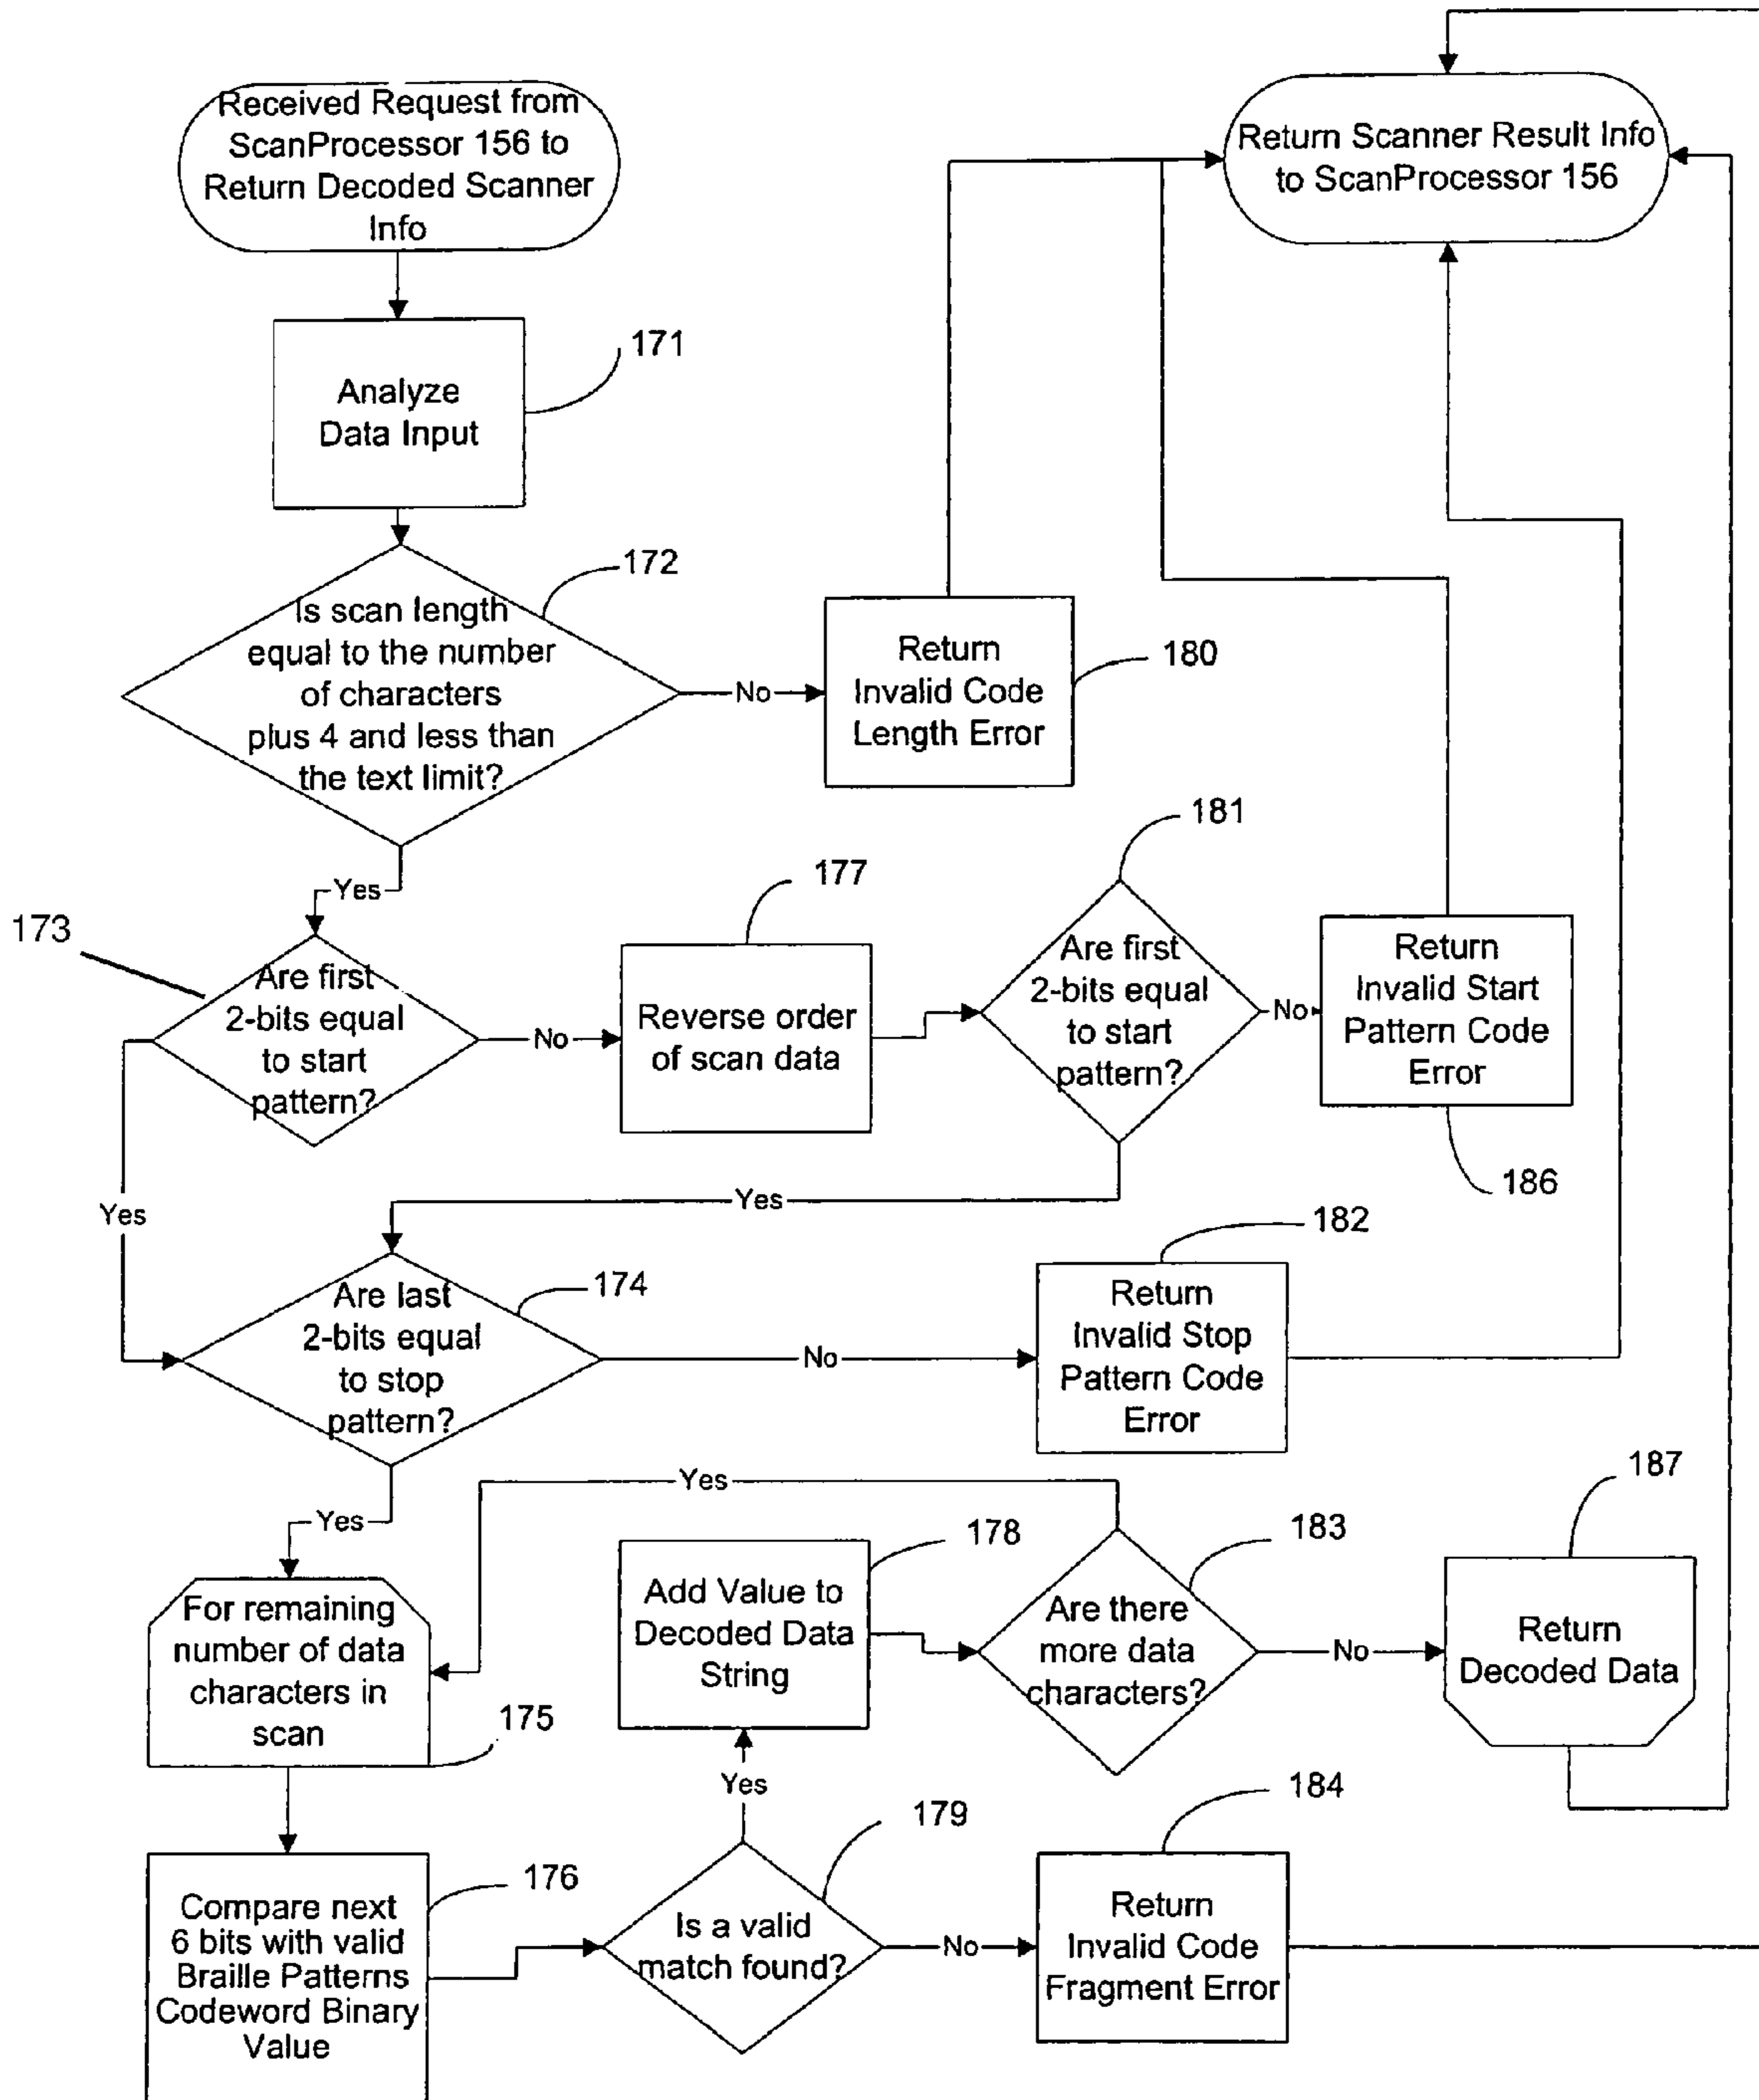 Received Request from
ScanProcessor 156 to
Return Decoded Scanner
Info
Return Scanner Result Info
to ScanProcessor 156
171
Analyze
Data Input
172
Is scan length
equal to the number
of characters
plus 4 and less than
the text limit?
No
Return
Invalid Code
Length Error
180
Yes
173
Are first
2-bits equal
to start
pattern?
No
177
Reverse order
of scan data
181
Are first
2-bits equal
to start
pattern?
No
Return
Invalid Start
Pattern Code
Error
186
Yes
Yes
174
Are last
2-bits equal
to stop
pattern?
No
182
Return
Invalid Stop
Pattern Code
Error
Yes
Yes
For remaining
number of data
characters in
scan
175
178
Add Value to
Decoded Data
String
183
Are there
more data
characters?
No
187
Return
Decoded Data
Yes
176
Compare next
6 bits with valid
Braille Patterns
Codeword Binary
Value
179
Is a valid
match found?
No
184
Return
Invalid Code
Fragment Error